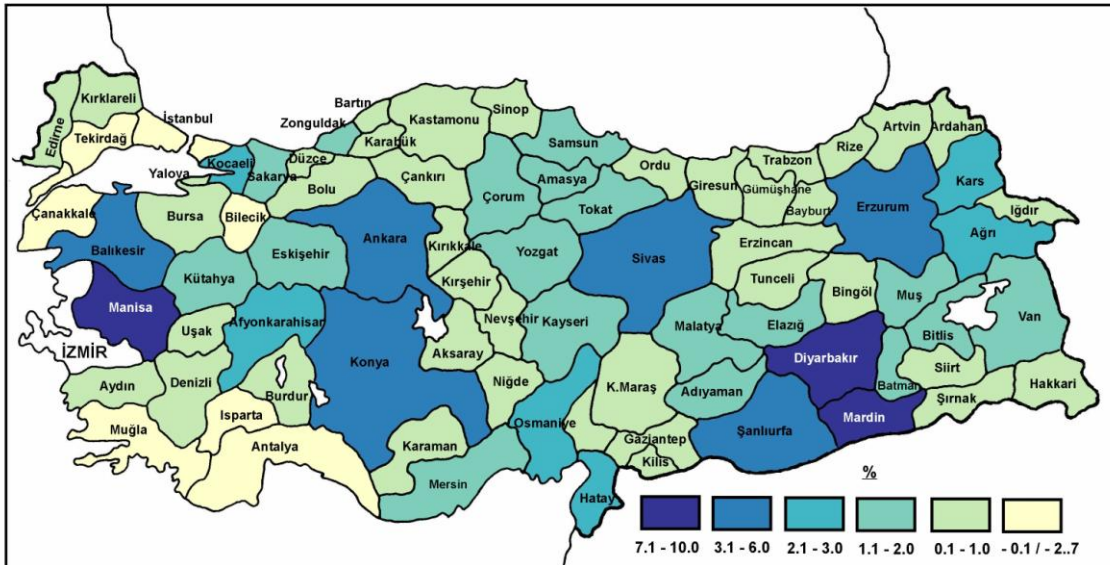 Kırklareli
Edirne
Tekirdağ
İstanbul
Bartın
Zonguldak
Kastamonu
Sinop
Karabük
Samsun
Artvin
Ardahan
Rize
Trabzon
Ordu
Giresun
Gümüşhane
Bayburt
Kocaeli
Sakarya
Düzce
Bolu
Çankırı
Yalova
Çorum
Amasya
Tokat
Erzurum
Kars
Iğdır
Çanakkale
Bursa
Bilecik
Ankara
Kırıkkale
Yozgat
Sivas
Erzincan
Ağrı
Balıkesir
Eskişehir
Kütahya
Kırşehir
Tunceli
Bingöl
Muş
Manisa
Uşak
Afyonkarahisar
Nevşehir
Kayseri
Malatya
Elazığ
Bitlis
Van
İZMİR
Konya
Aksaray
Diyarbakır
Batman
Siirt
Hakkari
Aydın
Denizli
Burdur
Niğde
K.Maraş
Adıyaman
Şırnak
Isparta
Muğla
Antalya
Osmaniye
Mardin
Karaman
Gaziantep
Şanlıurfa
Mersin
Kilis
Hatay
%
7.1 - 10.0 3.1 - 6.0 2.1 - 3.0 1.1 - 2.0 0.1 - 1.0 - 0.1 / - 2..7